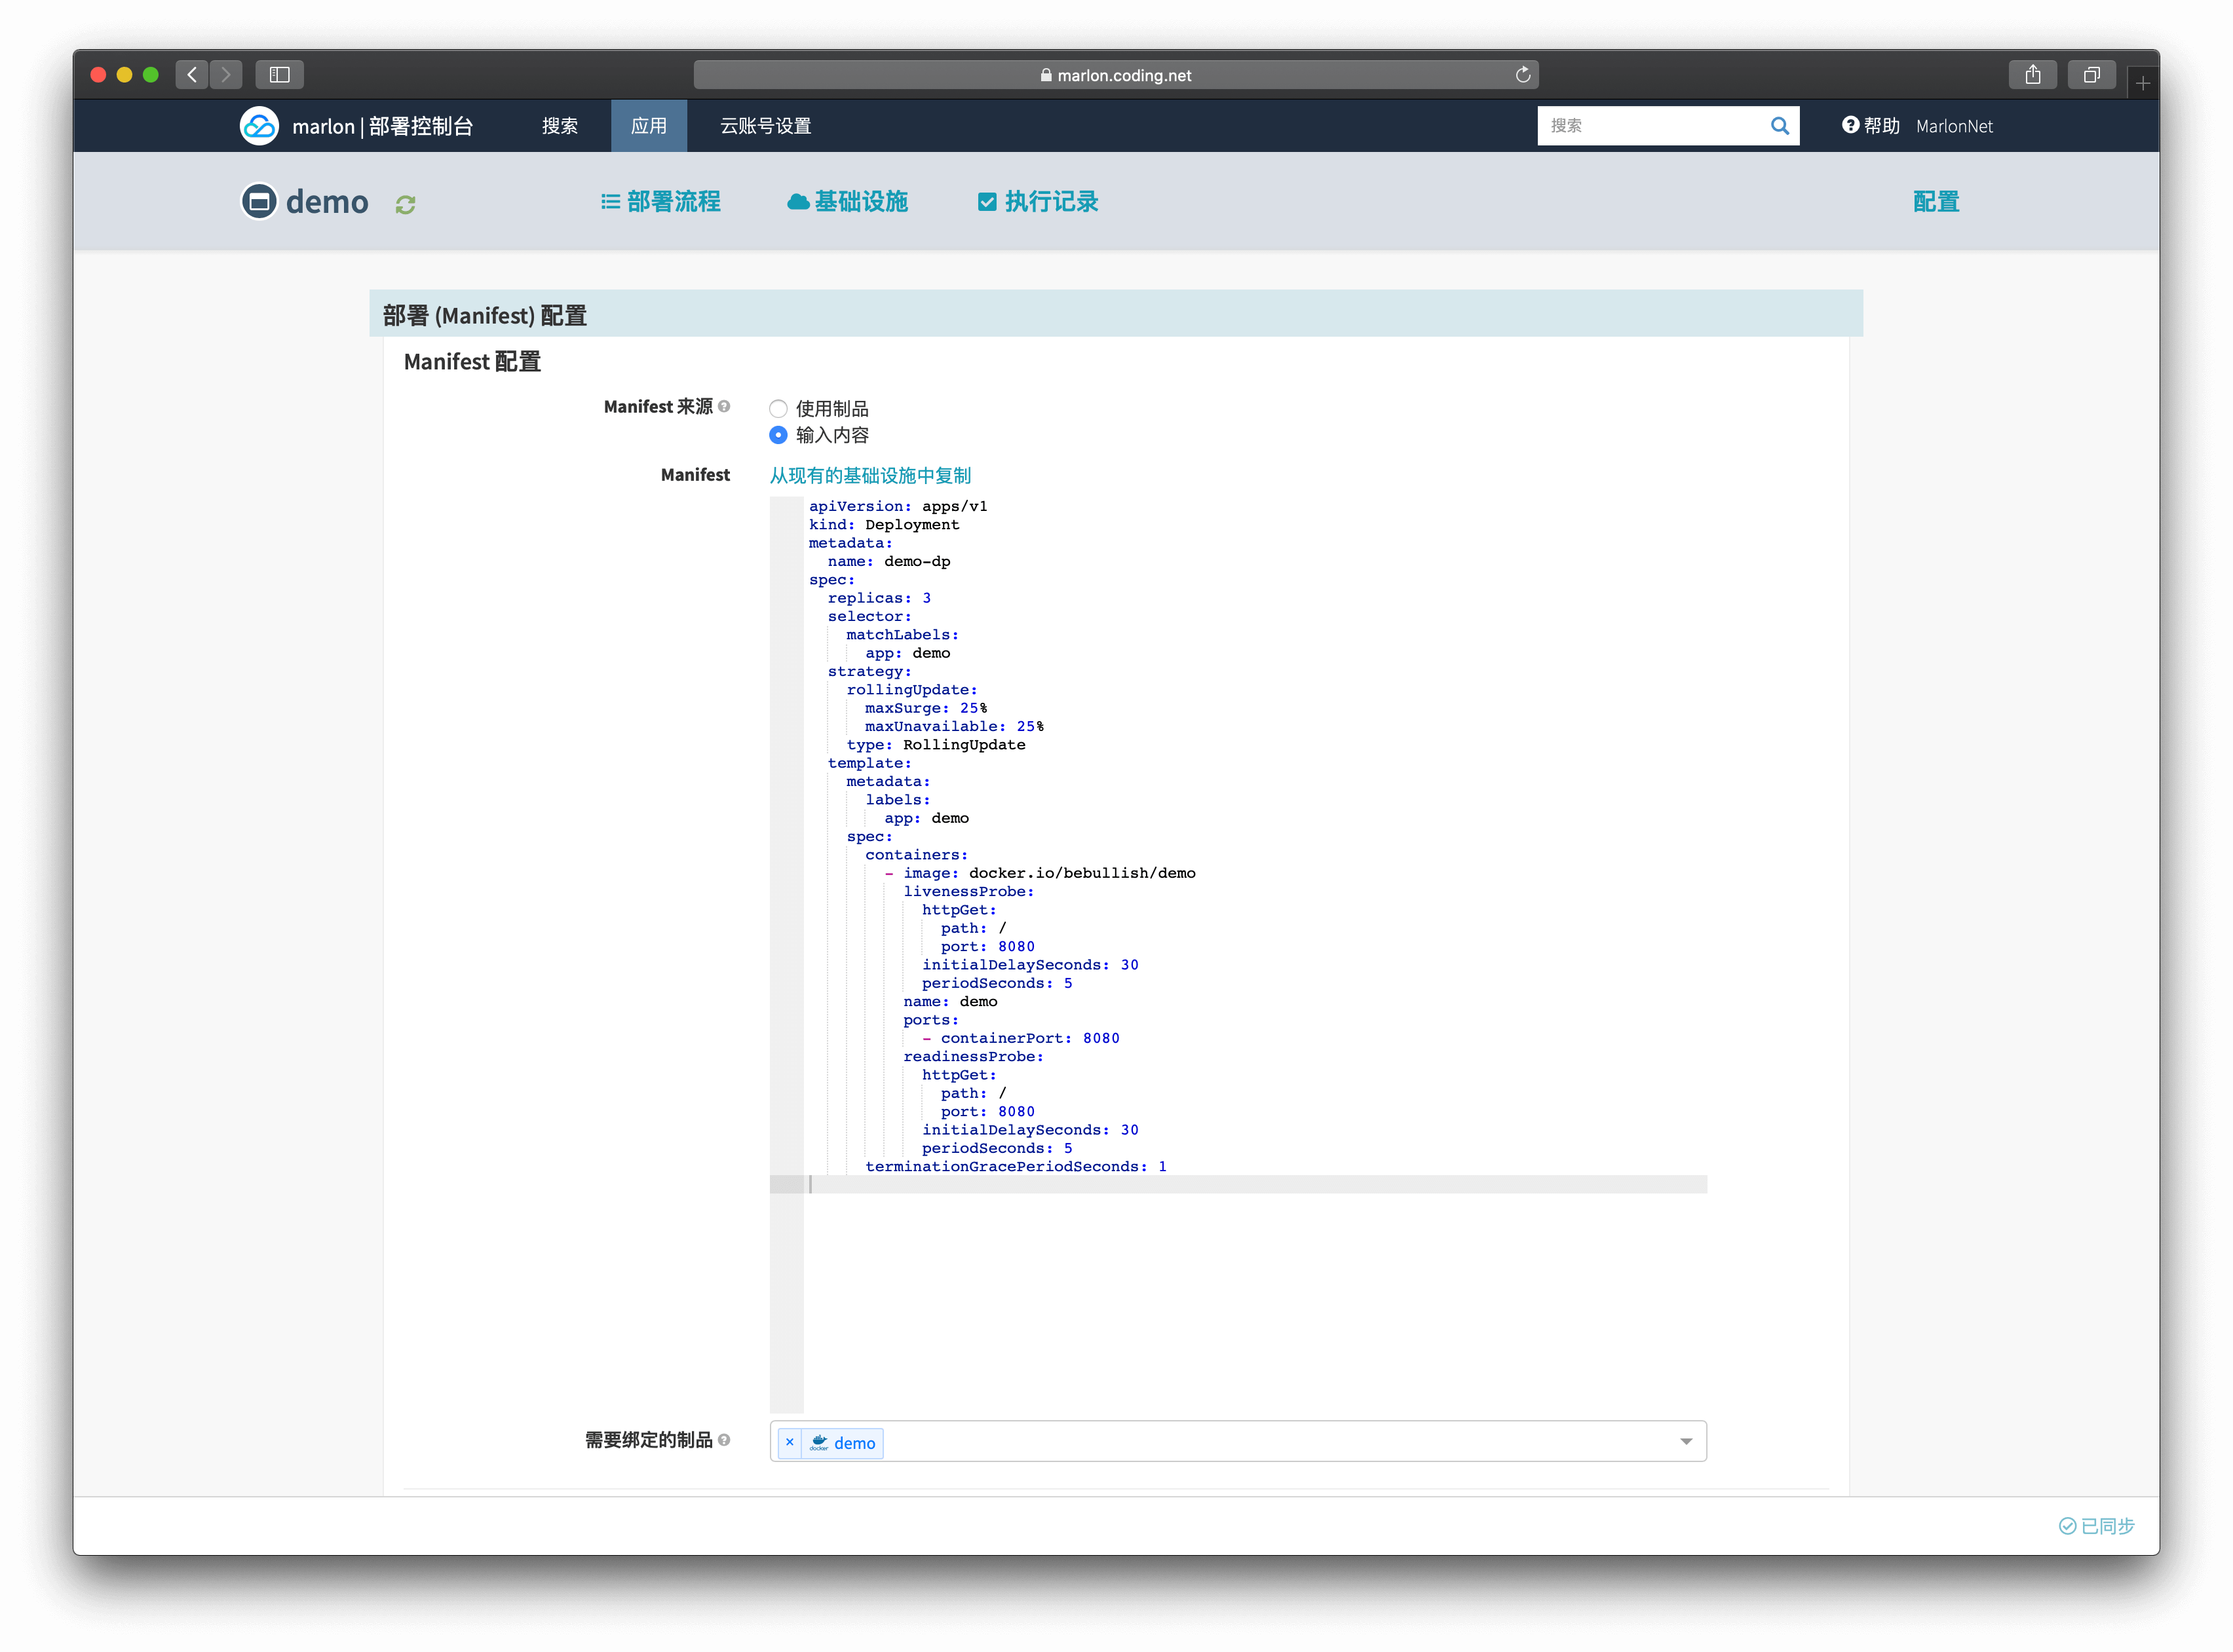 marlon.coding.net
marlon | 部署控制台 搜索 应用 云账号设置 搜索 帮助 MarlonNet
demo 部署流程 基础设施 执行记录 配置
部署 (Manifest) 配置
Manifest 配置
Manifest 来源 使用制品
输入内容
Manifest 从现有的基础设施中复制
apiVersion: apps/v1
kind: Deployment
metadata:
  name: demo-dp
spec:
  replicas: 3
  selector:
    matchLabels:
      app: demo
  strategy:
    rollingUpdate:
      maxSurge: 25%
      maxUnavailable: 25%
    type: RollingUpdate
  template:
    metadata:
      labels:
        app: demo
    spec:
      containers:
        - image: docker.io/bebullish/demo
          livenessProbe:
            httpGet:
              path: /
              port: 8080
            initialDelaySeconds: 30
            periodSeconds: 5
          name: demo
          ports:
            - containerPort: 8080
          readinessProbe:
            httpGet:
              path: /
              port: 8080
            initialDelaySeconds: 30
            periodSeconds: 5
      terminationGracePeriodSeconds: 1
需要绑定的制品 × docker demo
已同步